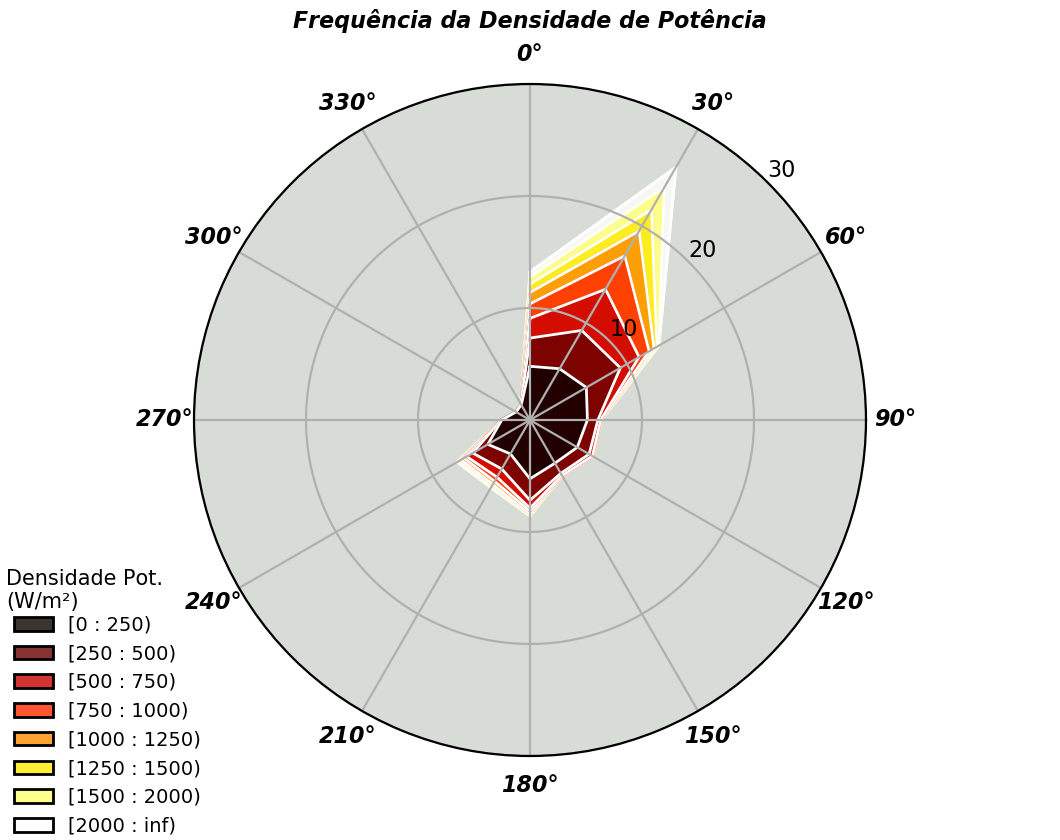 Frequência da Densidade de Potência
0°
330°
30°
30
300°
60°
20
10
270°
90°
Densidade Pot.
(W/m²)
240°
120°
[0 : 250)
[250 : 500)
[500 : 750)
[750 : 1000)
210°
150°
[1000 : 1250)
[1250 : 1500)
180°
[1500 : 2000)
[2000 : inf)